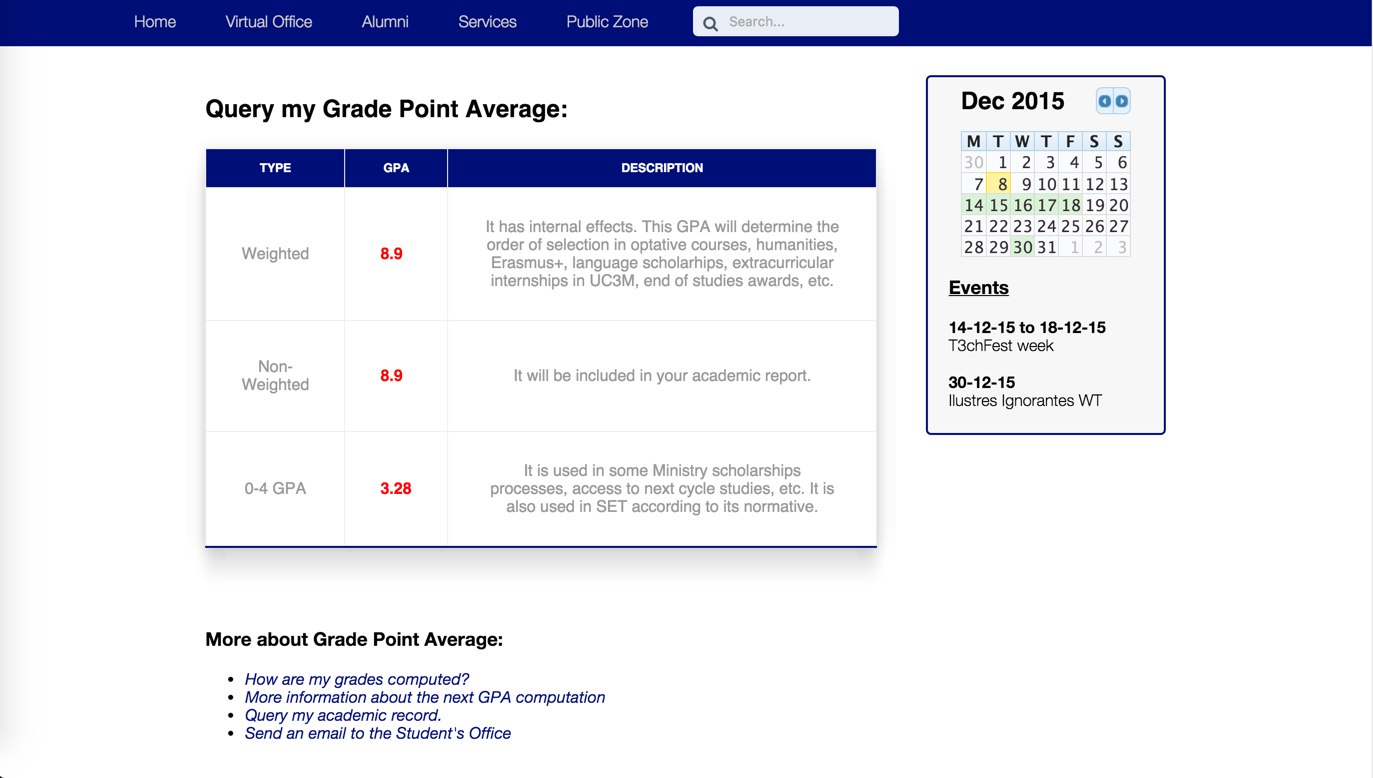 Home Virtual Office Alumni Services Public Zone Search...
Query my Grade Point Average:
TYPE GPA DESCRIPTION
Weighted 8.9 It has internal effects. This GPA will determine the
order of selection in optative courses, humanities,
Erasmus+, language scholarhips, extracurricular
internships in UC3M, end of studies awards, etc.
Non-
Weighted 8.9 It will be included in your academic report.
0-4 GPA 3.28 It is used in some Ministry scholarships
processes, access to next cycle studies, etc. It is
also used in SET according to its normative.
More about Grade Point Average:
How are my grades computed?
More information about the next GPA computation
Query my academic record.
Send an email to the Student's Office
Dec 2015
M T W T F S S
30 1 2 3 4 5 6
7 8 9 10 11 12 13
14 15 16 17 18 19 20
21 22 23 24 25 26 27
28 29 30 31 1 2 3
Events
14-12-15 to 18-12-15
T3chFest week
30-12-15
Ilustres Ignorantes WT